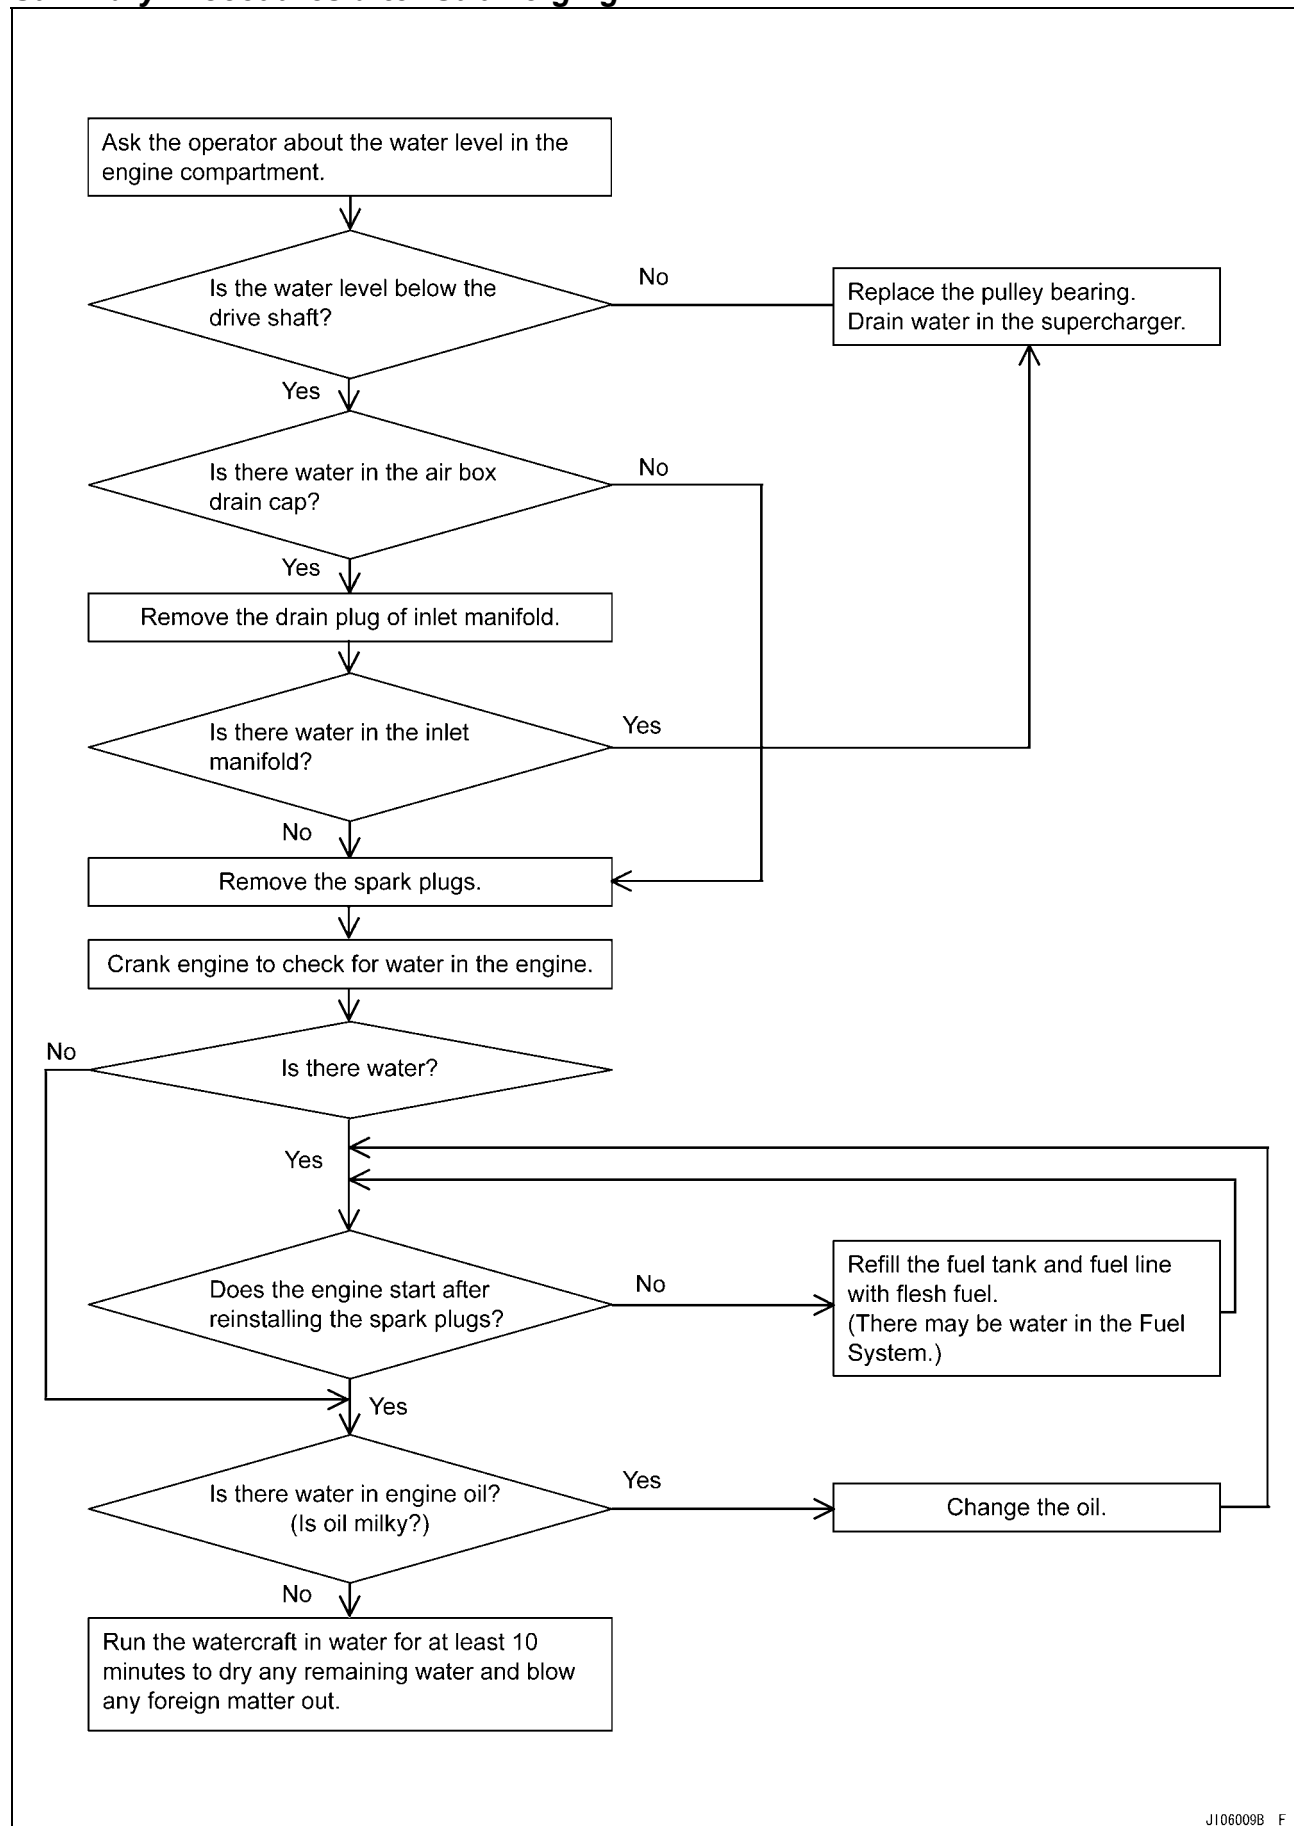 Ask the operator about the water level in the
engine compartment.
Is the water level below the
drive shaft?
No
Replace the pulley bearing.
Drain water in the supercharger.
Yes
Is there water in the air box
drain cap?
No
Yes
Remove the drain plug of inlet manifold.
Is there water in the inlet
manifold?
Yes
No
Remove the spark plugs.
Crank engine to check for water in the engine.
No
Is there water?
Yes
Does the engine start after
reinstalling the spark plugs?
No
Refill the fuel tank and fuel line
with flesh fuel.
(There may be water in the Fuel
System.)
Yes
Is there water in engine oil?
(Is oil milky?)
Yes
Change the oil.
No
Run the watercraft in water for at least 10
minutes to dry any remaining water and blow
any foreign matter out.
JI06009B F